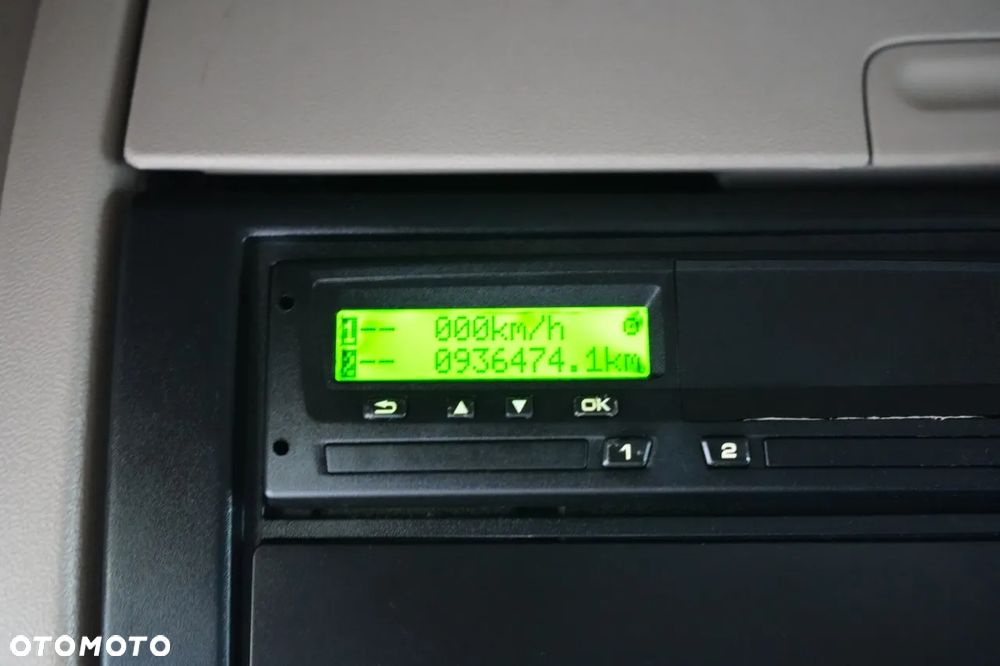 1-- 000km/h
2-- 0936474.1km
OK
1 2
OTOMOTO